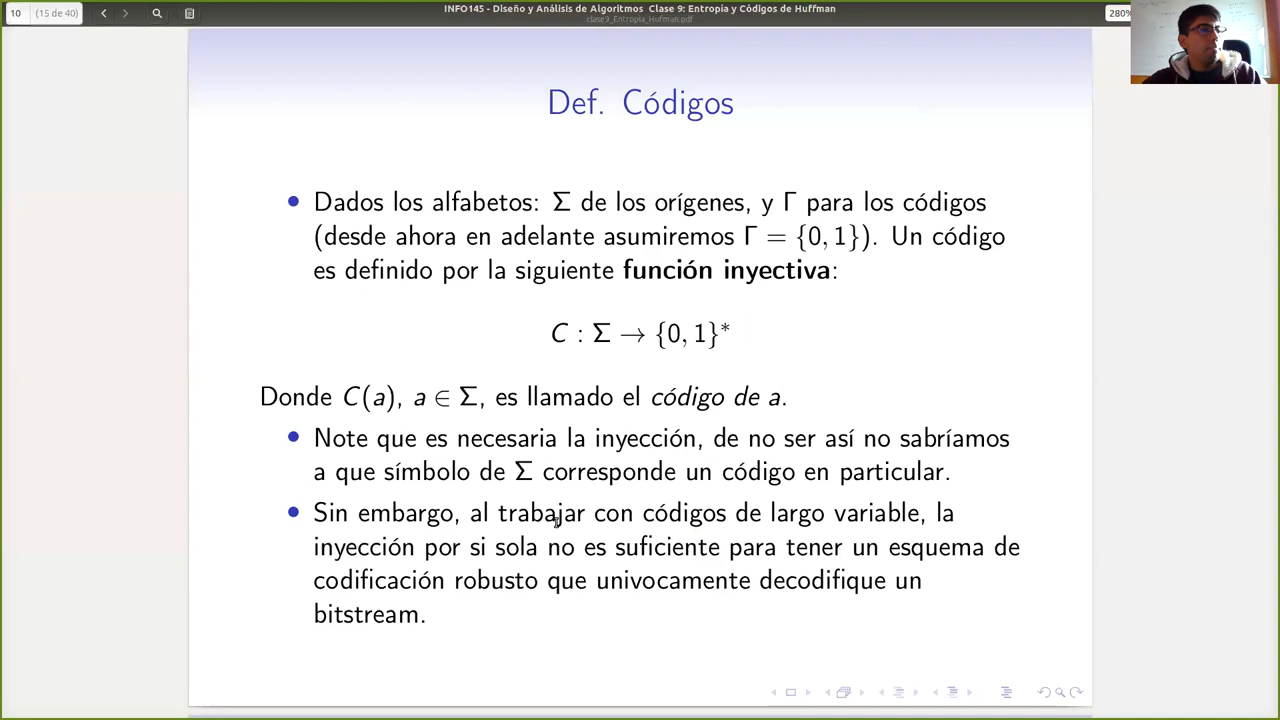 10 (15 de 40)
INFO145 - Diseño y Análisis de Algoritmos Clase 9: Entropía y Códigos de Huffman
clase9_Entropia_Hufman.pdf
280%
Def. Códigos
• Dados los alfabetos: Σ de los orígenes, y Γ para los códigos
(desde ahora en adelante asumiremos Γ = {0, 1}). Un código
es definido por la siguiente función inyectiva:
C : Σ → {0, 1}*
Donde C(a), a ∈ Σ, es llamado el código de a.
• Note que es necesaria la inyección, de no ser así no sabríamos
a que símbolo de Σ corresponde un código en particular.
• Sin embargo, al trabajar con códigos de largo variable, la
inyección por si sola no es suficiente para tener un esquema de
codificación robusto que univocamente decodifique un
bitstream.